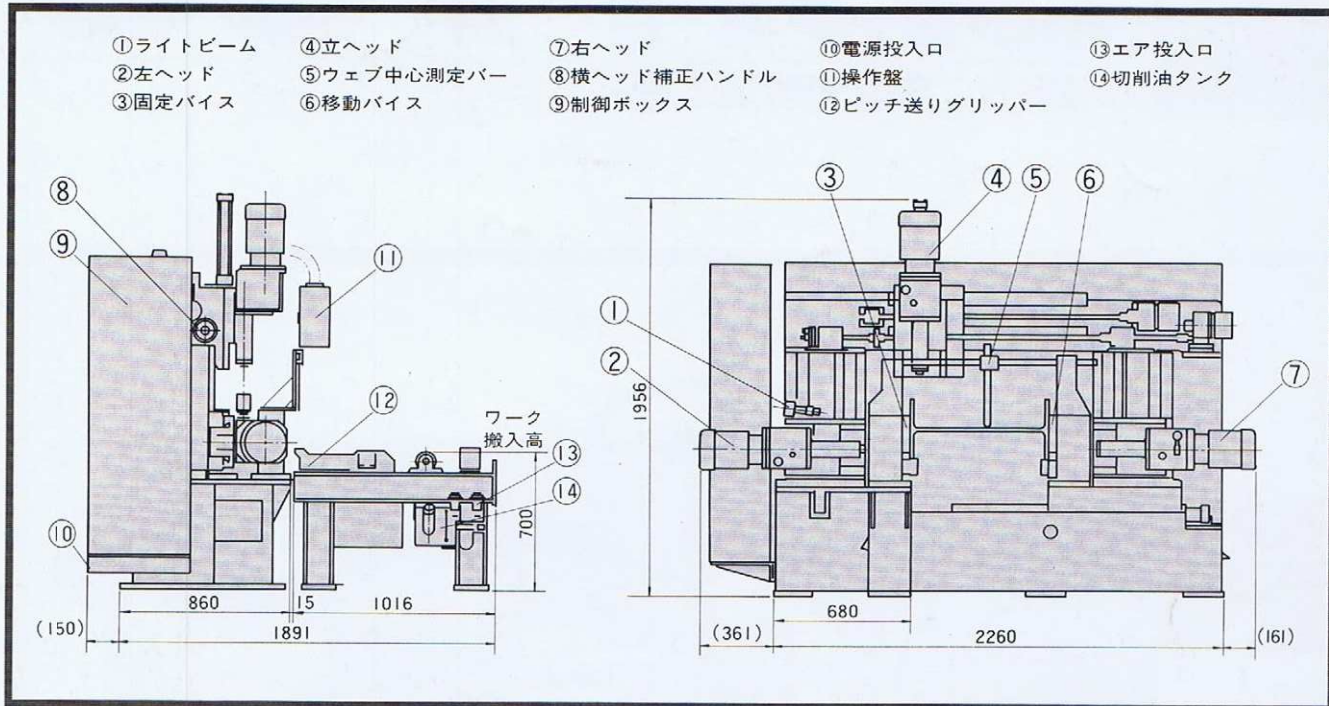 ①ライトビーム ④立ヘッド ⑦右ヘッド ⑩電源投入口 ⑬エア投入口
②左ヘッド ⑤ウェブ中心測定バー ⑧横ヘッド補正ハンドル ⑪操作盤 ⑭切削油タンク
③固定バイス ⑥移動バイス ⑨制御ボックス ⑫ピッチ送りグリッパー
⑧
⑨
⑪
⑫
ワーク
搬入高
⑬
⑭
700
⑩
860 15 1016
(150) 1891
③ ④ ⑤ ⑥
①
②
⑦
1956
680
(361) 2260 (161)